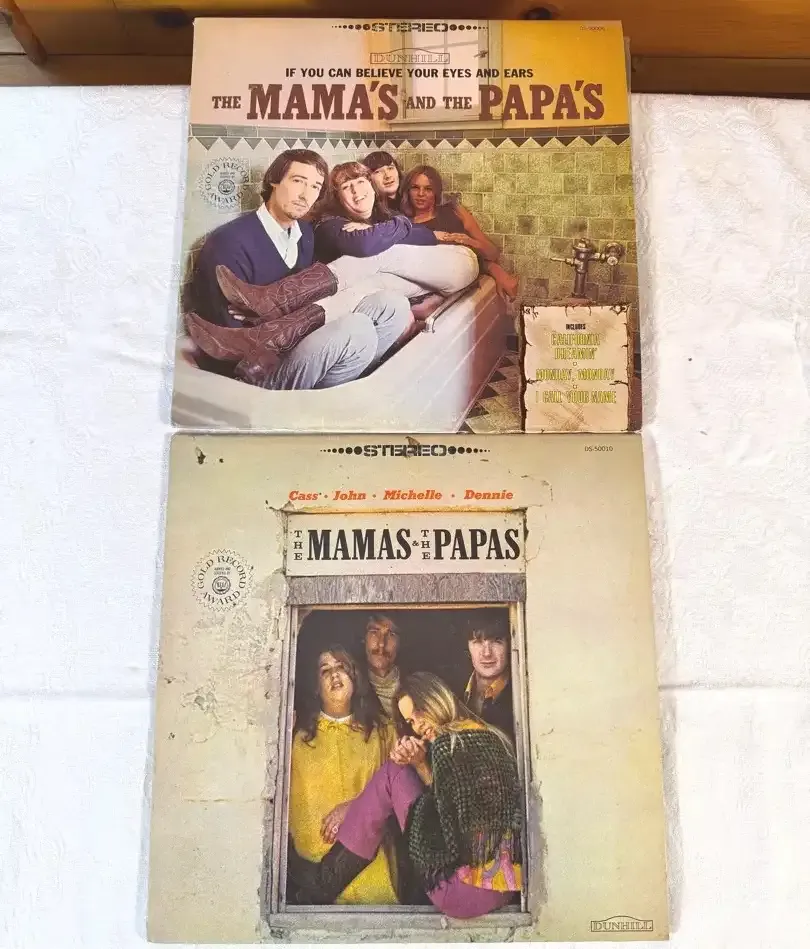 STEREO
DUNHILL
IF YOU CAN BELIEVE YOUR EYES AND EARS
THE MAMA'S AND THE PAPA'S
GOLD RECORD AWARD
INCLUDES
CALIFORNIA
DREAMIN'
MONDAY, MONDAY
I CALL YOUR NAME
STEREO
DS-50010
Cass · John · Michelle · Dennie
THE MAMAS & THE PAPAS
GOLD RECORD AWARD
DUNHILL